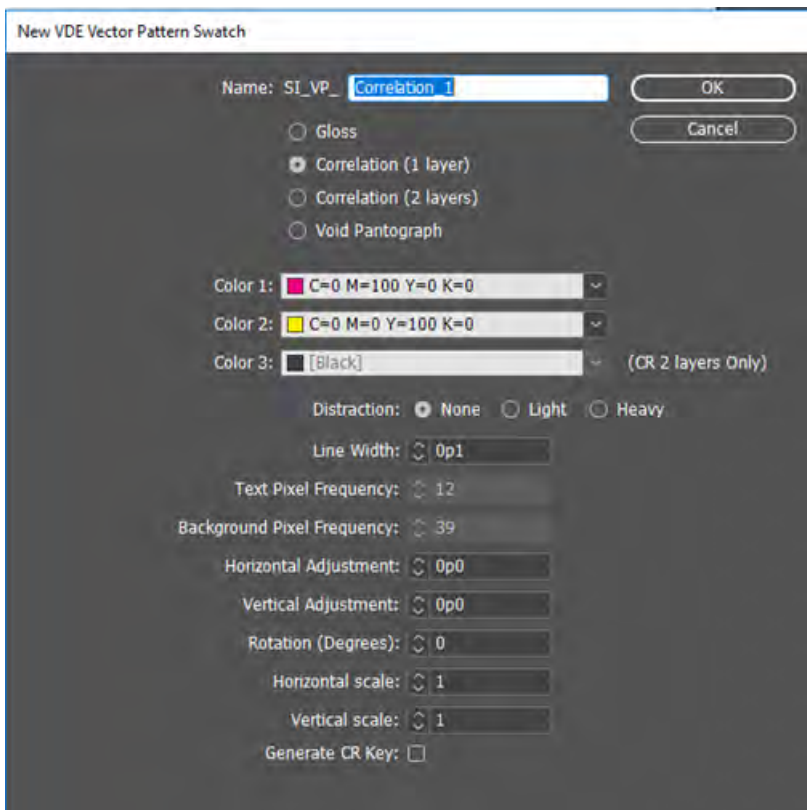 New VDE Vector Pattern Swatch
Name: SI_VP_ Correlation_1 OK
Gloss Cancel
Correlation (1 layer)
Correlation (2 layers)
Void Pantograph
Color 1: C=0 M=100 Y=0 K=0
Color 2: C=0 M=0 Y=100 K=0
Color 3: [Black] (CR 2 layers Only)
Distraction: None Light Heavy
Line Width: 0p1
Text Pixel Frequency: 12
Background Pixel Frequency: 39
Horizontal Adjustment: 0p0
Vertical Adjustment: 0p0
Rotation (Degrees): 0
Horizontal scale: 1
Vertical scale: 1
Generate CR Key: